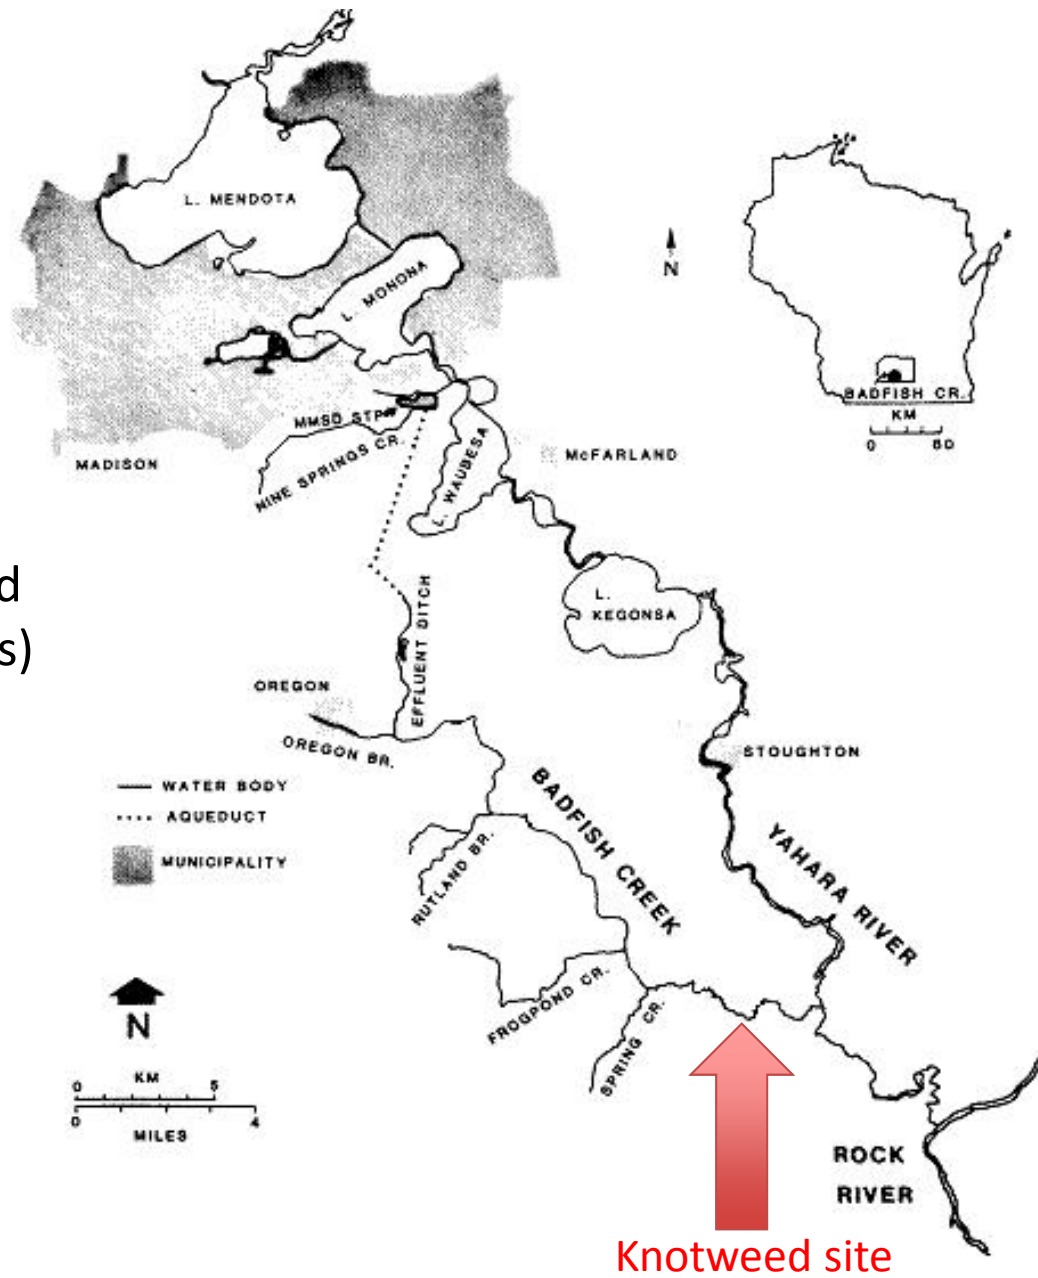 L. MENDOTA
L. MONONA
N
BADFISH CR.
KM
0 80
MMSD STP
NINE SPRINGS CR.
MADISON
L. WAUBESA
McFARLAND
d
s)
L.
KEGONSA
EFFLUENT DITCH
OREGON
OREGON BR.
STOUGHTON
WATER BODY
AQUEDUCT
MUNICIPALITY
BADFISH CREEK
YAHARA RIVER
RUTLAND BR.
FROGPOND CR.
SPRING CR.
N
KM
0 5
0 4
MILES
ROCK
RIVER
Knotweed site